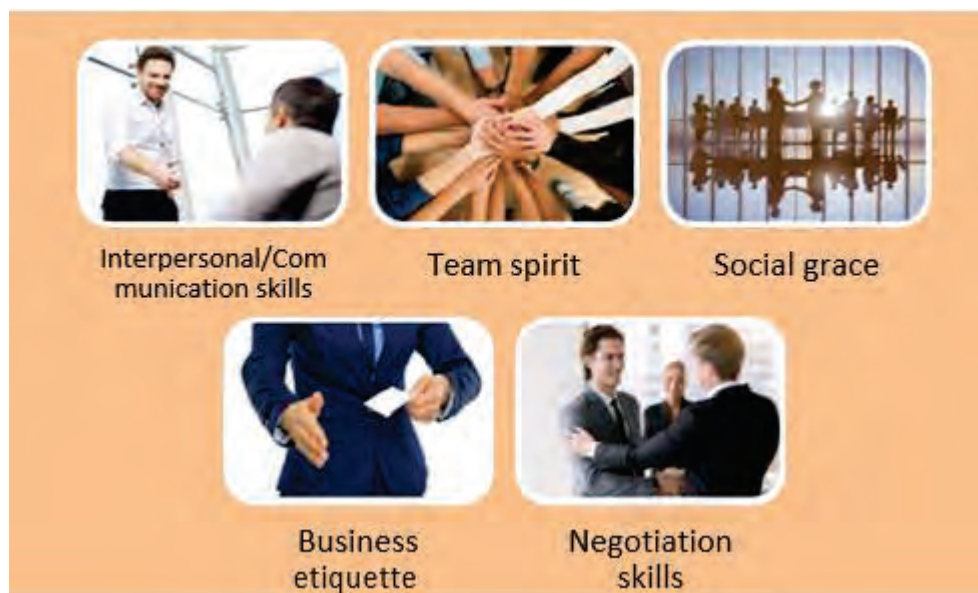 Interpersonal/Com
munication skills
Team spirit
Social grace
Business
etiquette
Negotiation
skills